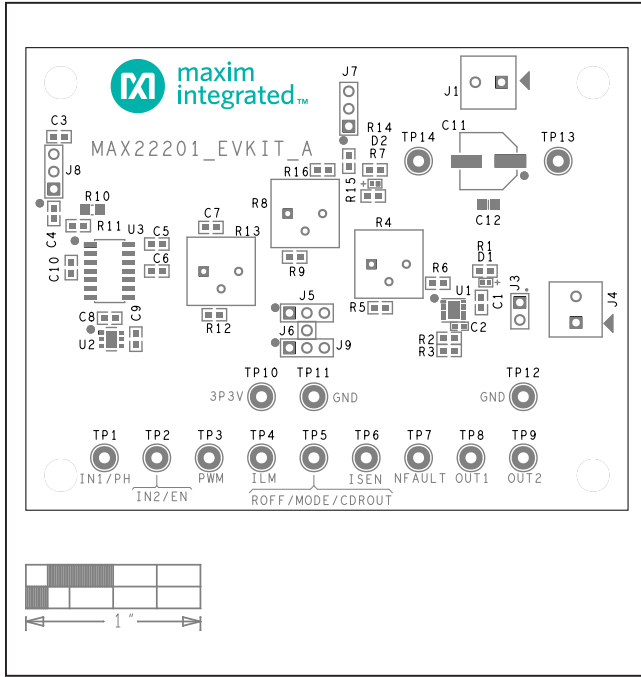 maxim
integrated™
MAX22201_EVKIT_A
J7
J1
C3
J8
R14
D2
R7
TP14
C11
TP13
R16
R15
C12
R10
R8
C4
R11
U3
C5
C7
R13
R4
R9
R6
R1
D1
J3
J4
C10
C6
U1
C1
C8
C9
R12
J5
R5
C2
U2
J6
J9
R2
R3
TP10
TP11
TP12
3P3V
GND
GND
TP1
TP2
TP3
TP4
TP5
TP6
TP7
TP8
TP9
IN1/PH
PWM
ILM
ISEN
NFAULT
OUT1
OUT2
IN2/EN
ROFF/MODE/CDROUT
1"